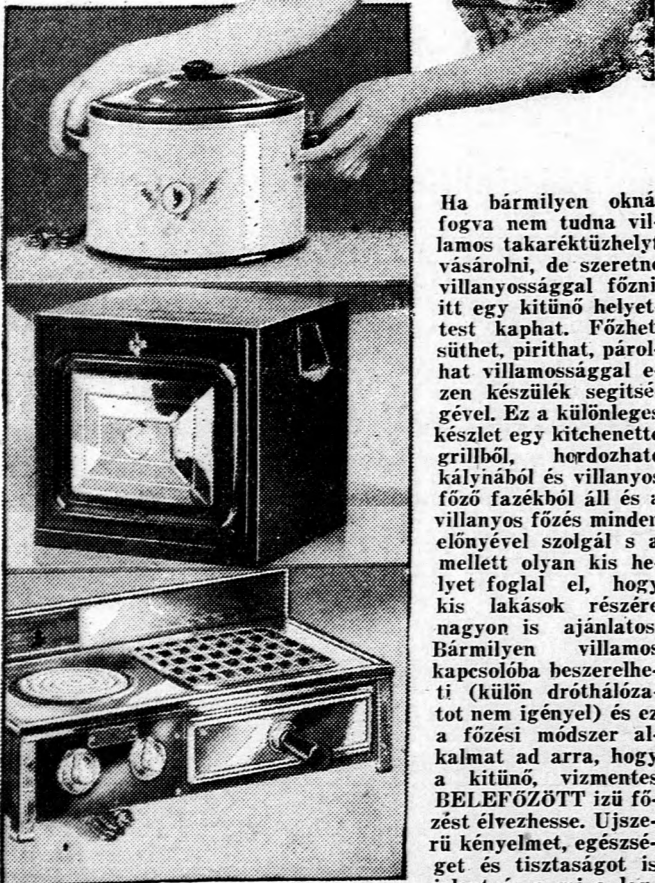 Ha bármilyen okná
fogva nem tudna vil-
lamos takaréktüzhelyt
vásárolni, de szeretne
villanyossággal főzni
itt egy kitünő helyet
test kaphat. Főzhet
süthet, pirithat, párol-
hat villamossággal e-
zen készülék segitsé
gével. Ez a különleges
készlet egy kitchenette
grillből, hordozható
kályhából és villanyos
főző fazékból áll és a
villanyos főzés minden
előnyével szolgál s a
mellett olyan kis he-
lyet foglal el, hogy
kis lakások részére
nagyon is ajánlatos
Bármilyen villamos
kapcsolóba beszerelhe-
ti (külön dróthálóza-
tot nem igényel) és ez
a főzési módszer al-
kalmat ad arra, hogy
a kitünő, vizmentes
BELEFŐZÖTT izü fő-
zést élvezhesse. Ujsze-
rü kényelmet, egészsé-
get és tisztaságot is